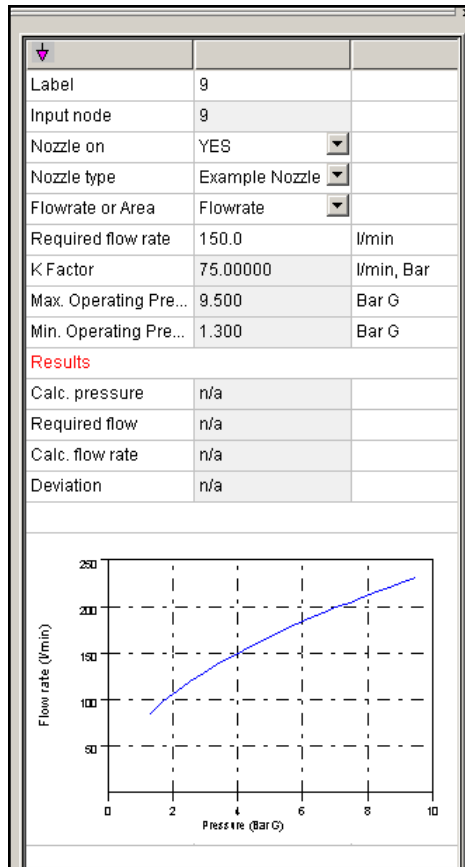 Label 9
Input node 9
Nozzle on YES
Nozzle type Example Nozzle
Flowrate or Area Flowrate
Required flow rate 150.0 l/min
K Factor 75.00000 l/min, Bar
Max. Operating Pre... 9.500 Bar G
Min. Operating Pre... 1.300 Bar G
Results
Calc. pressure n/a
Required flow n/a
Calc. flow rate n/a
Deviation n/a
Flow rate (l/min)
250
200
150
100
50
0 2 4 6 8 10
Pressure (Bar G)